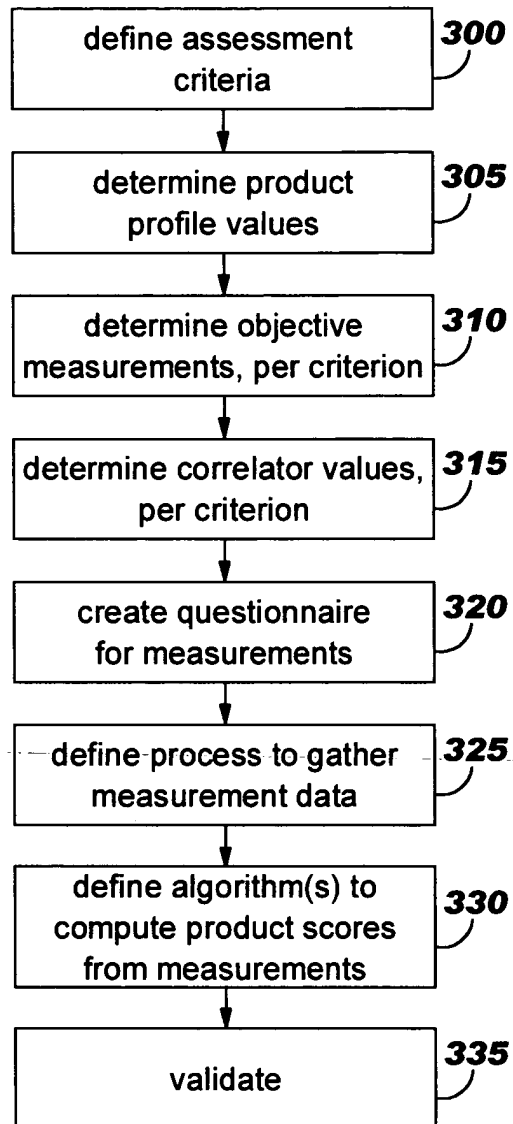 define assessment
criteria
300
determine product
profile values
305
determine objective
measurements, per criterion
310
determine correlator values,
per criterion
315
create questionnaire
for measurements
320
define process to gather
measurement data
325
define algorithm(s) to
compute product scores
from measurements
330
validate
335